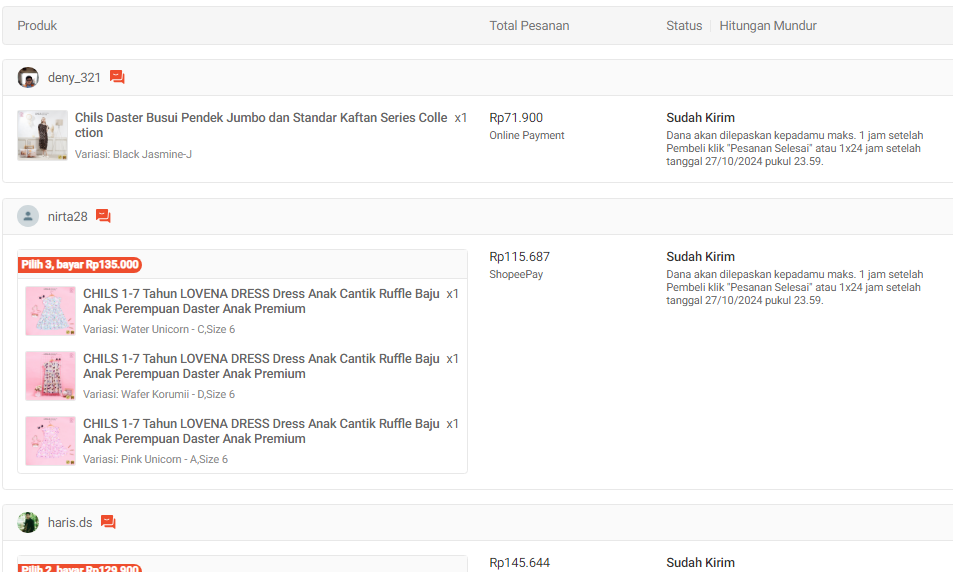 Produk Total Pesanan Status Hitungan Mundur
deny_321
Chils Daster Busui Pendek Jumbo dan Standar Kaftan Series Colle x1
ction
Variasi: Black Jasmine-J
Rp71.900
Online Payment
Sudah Kirim
Dana akan dilepaskan kepadamu maks. 1 jam setelah
Pembeli klik "Pesanan Selesai" atau 1x24 jam setelah
tanggal 27/10/2024 pukul 23.59.
nirta28
Pilih 3, bayar Rp135.000
CHILS 1-7 Tahun LOVENA DRESS Dress Anak Cantik Ruffle Baju x1
Anak Perempuan Daster Anak Premium
Variasi: Water Unicorn - C,Size 6
CHILS 1-7 Tahun LOVENA DRESS Dress Anak Cantik Ruffle Baju x1
Anak Perempuan Daster Anak Premium
Variasi: Wafer Korumii - D,Size 6
CHILS 1-7 Tahun LOVENA DRESS Dress Anak Cantik Ruffle Baju x1
Anak Perempuan Daster Anak Premium
Variasi: Pink Unicorn - A,Size 6
Rp115.687
ShopeePay
Sudah Kirim
Dana akan dilepaskan kepadamu maks. 1 jam setelah
Pembeli klik "Pesanan Selesai" atau 1x24 jam setelah
tanggal 27/10/2024 pukul 23.59.
haris.ds
Pilih 2, bayar Rp129.900
Rp145.644
Sudah Kirim